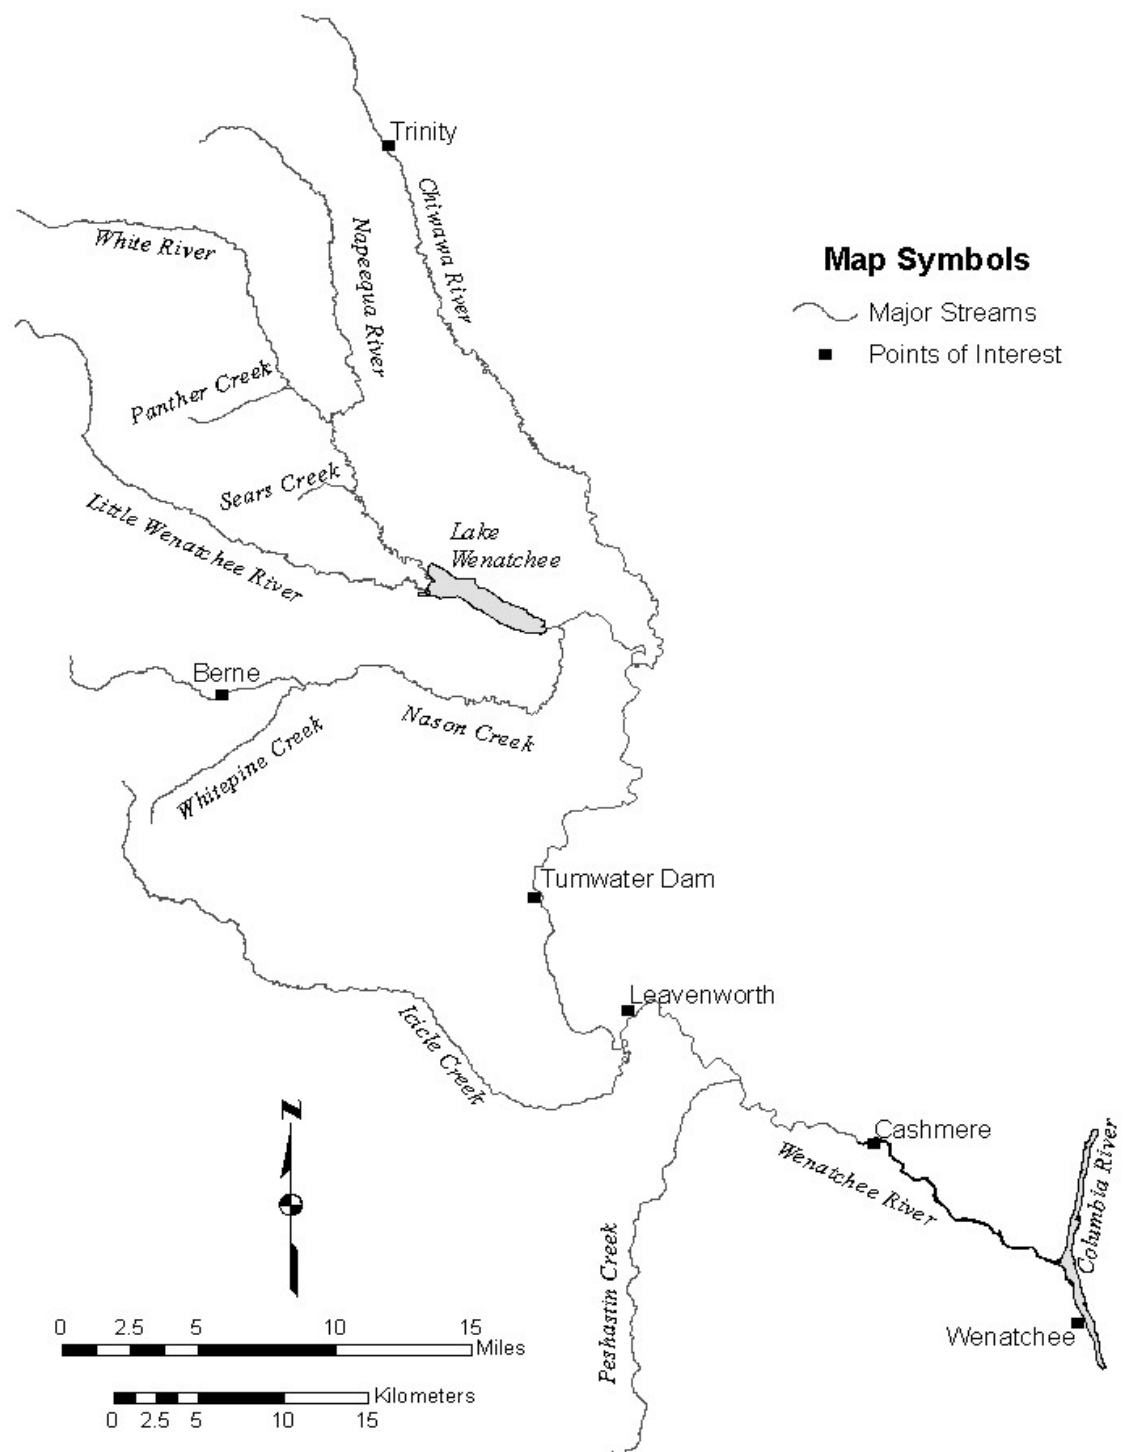 Trinity
Chiwawa River
Napeequa River
White River
Map Symbols
Major Streams
Points of Interest
Panther Creek
Sears Creek
Little Wenatchee River
Lake
Wenatchee
Berne
Nason Creek
Whitepine Creek
Tumwater Dam
Leavenworth
Icicle Creek
N
Cashmere
Wenatchee River
Columbia River
Peshastin Creek
Wenatchee
0 2.5 5 10 15
Miles
Kilometers
0 2.5 5 10 15